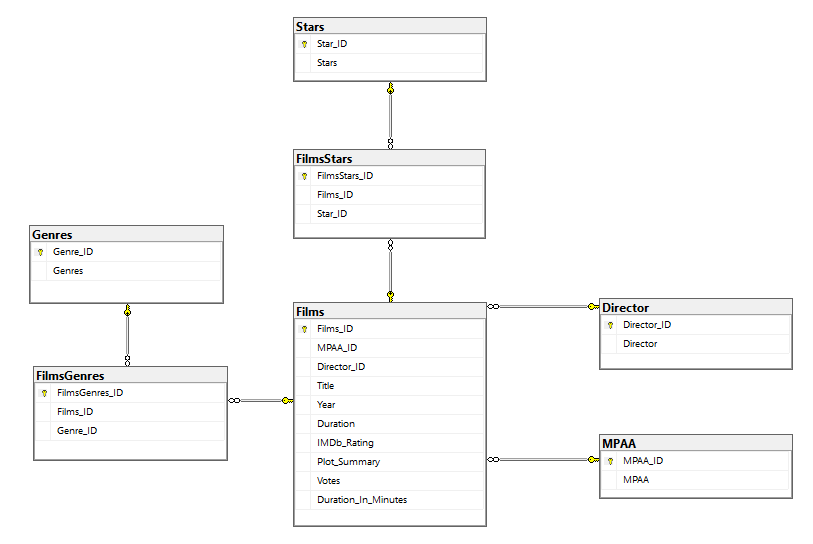 Stars
Star_ID
Stars
FilmsStars
FilmsStars_ID
Films_ID
Star_ID
Genres
Genre_ID
Genres
FilmsGenres
FilmsGenres_ID
Films_ID
Genre_ID
Films
Films_ID
MPAA_ID
Director_ID
Title
Year
Duration
IMDb_Rating
Plot_Summary
Votes
Duration_In_Minutes
Director
Director_ID
Director
MPAA
MPAA_ID
MPAA